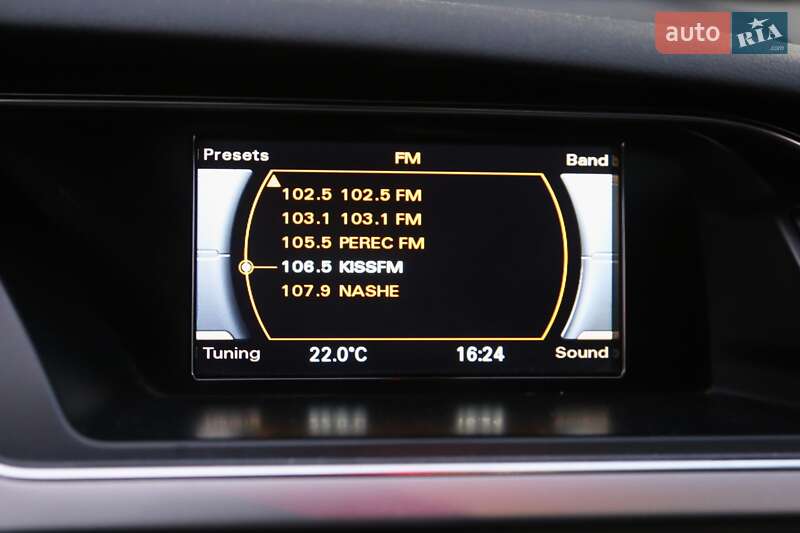 auto RIA .com
Presets FM Band
102.5 102.5 FM
103.1 103.1 FM
105.5 PEREC FM
106.5 KISSFM
107.9 NASHE
Tuning 22.0°C 16:24 Sound